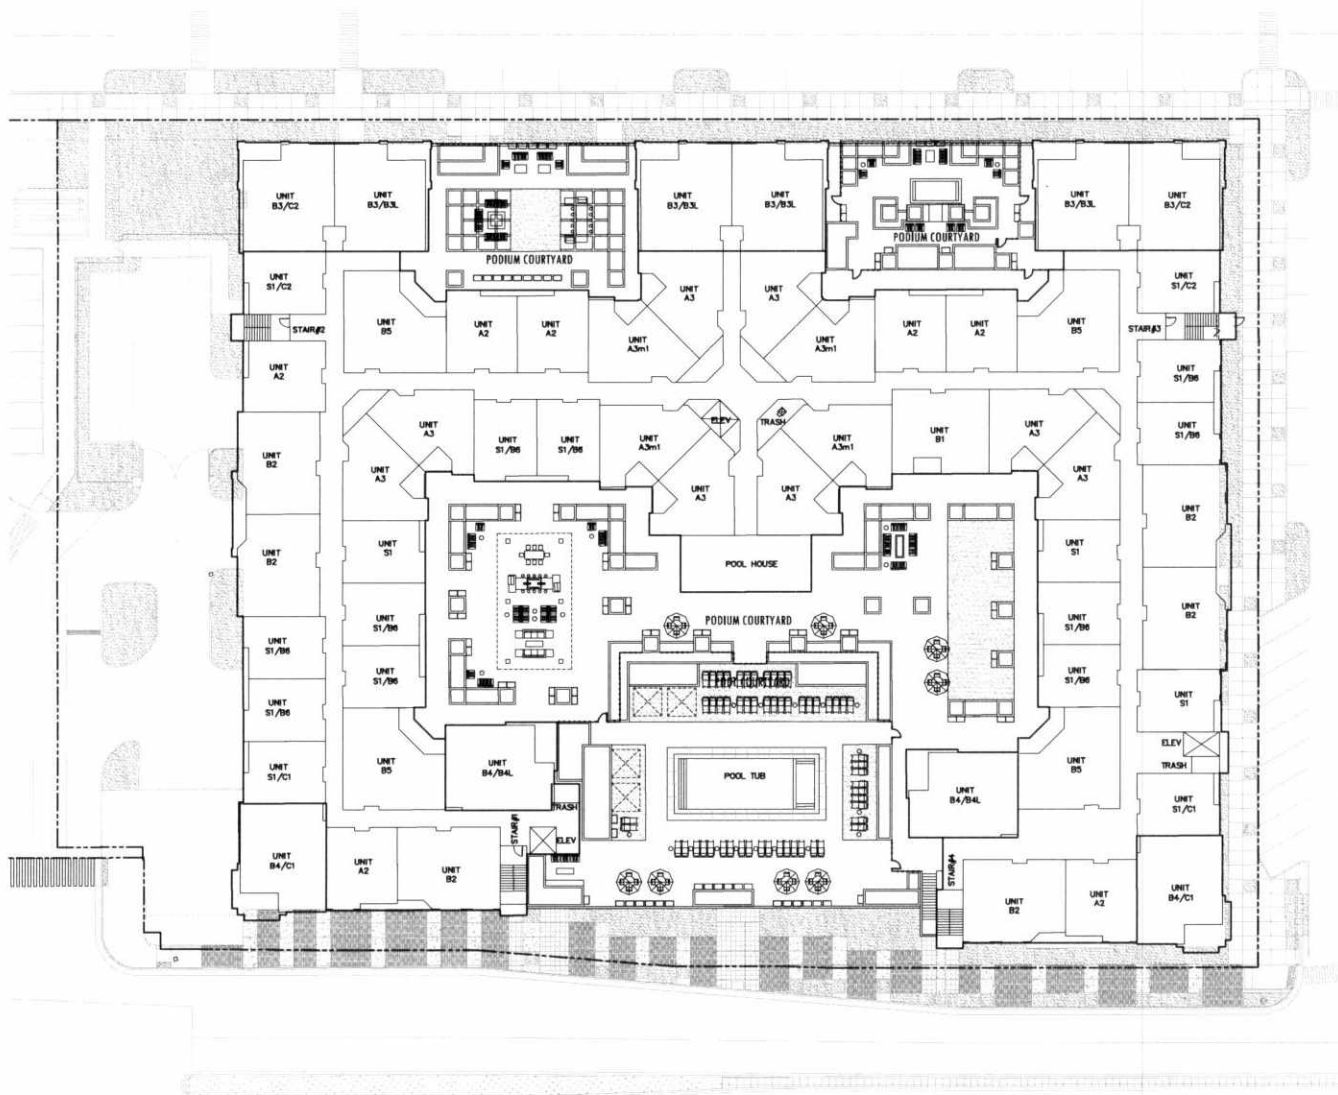 UNIT
B3/C2
UNIT
B3/B3L
UNIT
B3/B3L
UNIT
B3/B3L
UNIT
B3/B3L
UNIT
B3/C2
PODIUM COURTYARD
PODIUM COURTYARD
UNIT
S1/C2
UNIT
A3
UNIT
A3
UNIT
S1/C2
STAIR#2
UNIT
B5
UNIT
A2
UNIT
A2
UNIT
A3m1
UNIT
A3m1
UNIT
A2
UNIT
A2
UNIT
B5
STAIR#3
UNIT
A2
UNIT
S1/B6
UNIT
A3
UNIT
S1/B6
UNIT
S1/B6
UNIT
A3m1
ELEV
TRASH
UNIT
A3m1
UNIT
B1
UNIT
A3
UNIT
S1/B6
UNIT
B2
UNIT
A3
UNIT
A3
UNIT
A3
UNIT
A3
UNIT
B2
UNIT
B2
UNIT
S1
POOL HOUSE
UNIT
S1
UNIT
B2
UNIT
S1/B6
UNIT
S1/B6
PODIUM COURTYARD
UNIT
S1/B6
UNIT
S1/B6
UNIT
S1/B6
UNIT
S1/B6
UNIT
S1
UNIT
S1/C1
UNIT
B5
UNIT
B4/B4L
POOL TUB
UNIT
B4/B4L
UNIT
B5
ELEV
TRASH
UNIT
S1/C1
TRASH
STAIR#1
ELEV
UNIT
B4/C1
UNIT
A2
UNIT
B2
STAIR#4
UNIT
B2
UNIT
A2
UNIT
B4/C1